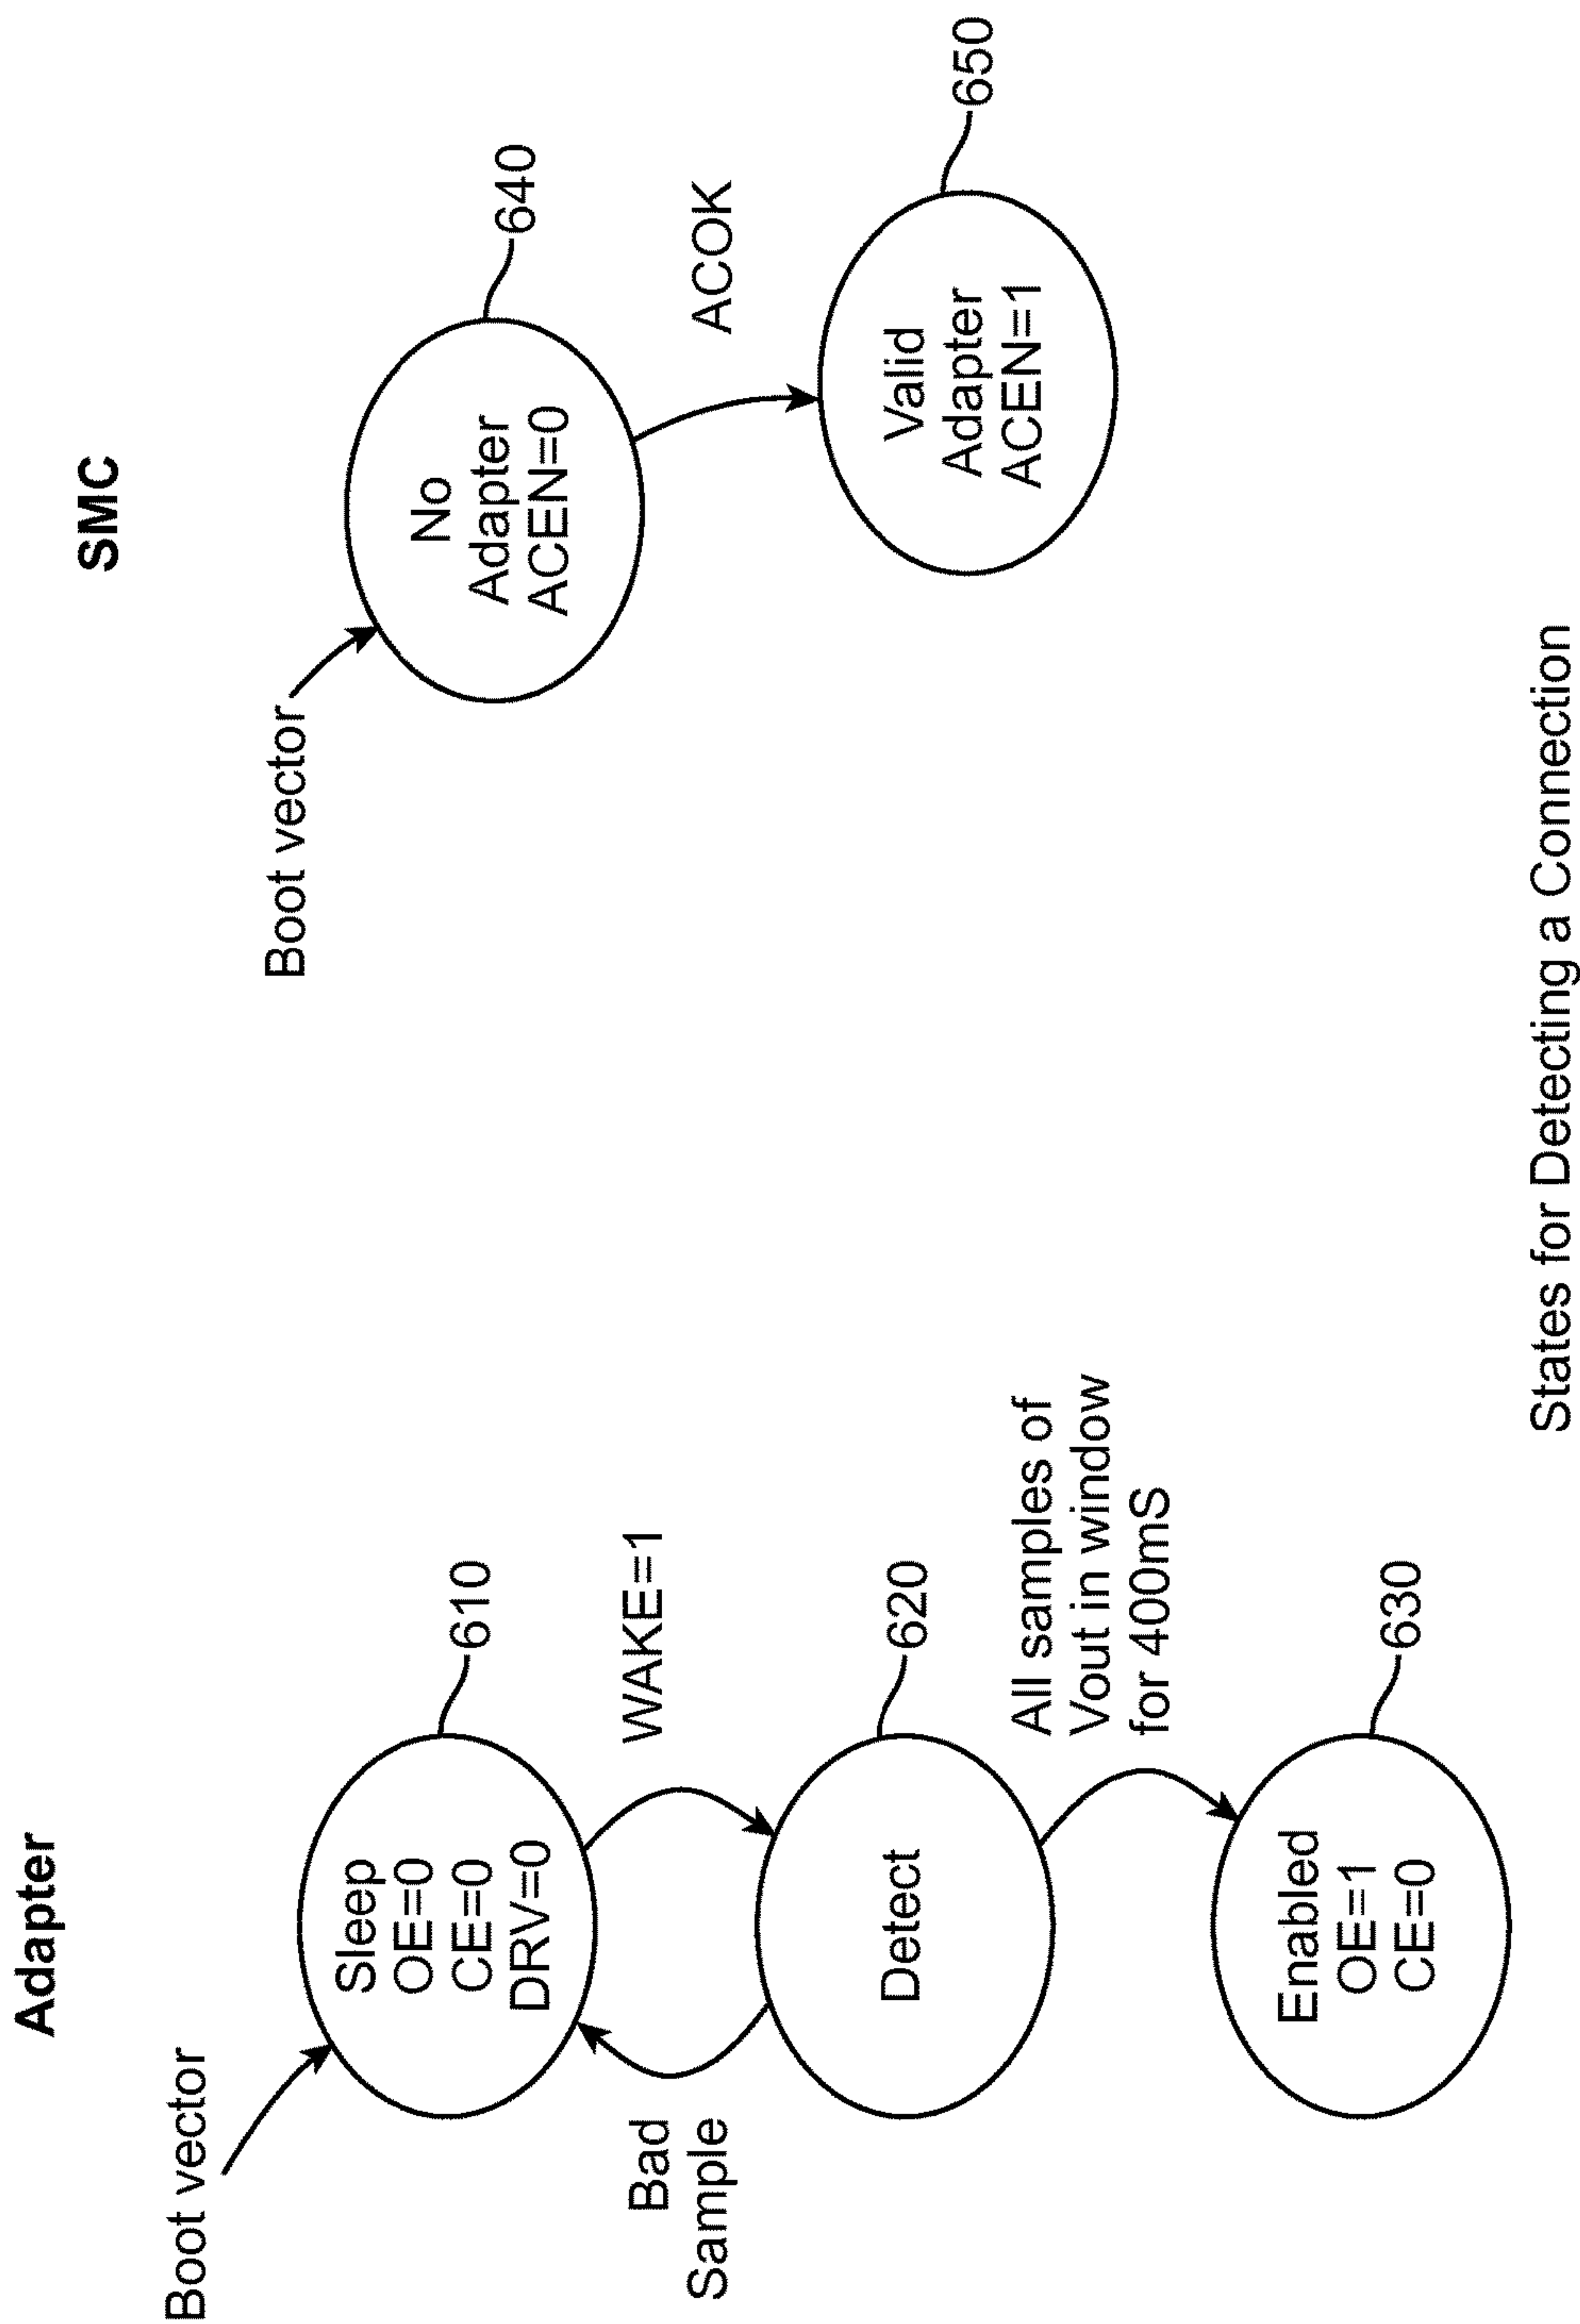 Adapter
Boot vector
Sleep
OE=0
CE=0
DRV=0
610
WAKE=1
Bad
Sample
Detect
620
All samples of
Vout in window
for 400mS
Enabled
OE=1
CE=0
630
SMC
Boot vector
No
Adapter
ACEN=0
640
ACOK
Valid
Adapter
ACEN=1
650
States for Detecting a Connection